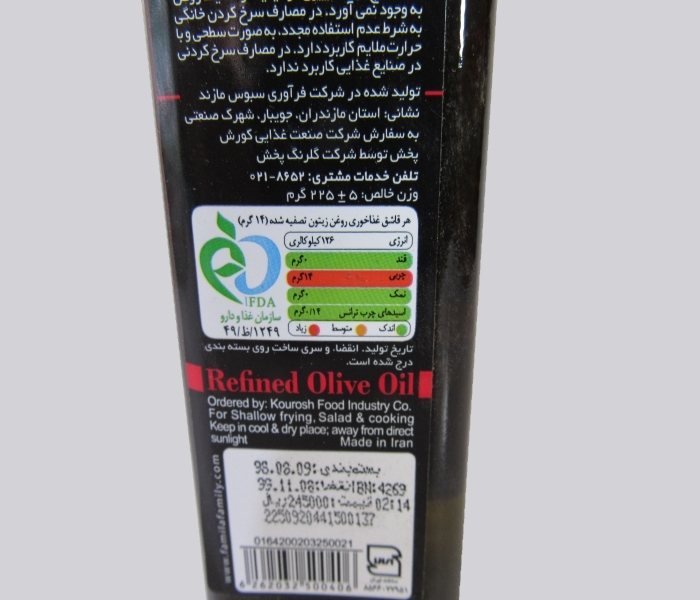 به وجود نمی آورد. در مصارف سرخ کردن خانگی
به شرط عدم استفاده مجدد، به صورت سطحی و با
حرارت ملایم کاربرد دارد. در مصارف سرخ کردنی
در صنایع غذایی کاربرد ندارد.
تولید شده در شرکت فرآوری سبوس مازند
نشانی: استان مازندران، جویبار، شهرک صنعتی
به سفارش شرکت صنعت غذایی کورش
پخش توسط شرکت گلرنگ پخش
تلفن خدمات مشتری: ۸۶۵۲-۰۲۱
وزن خالص: ۵ ± ۲۲۵ گرم
هر قاشق غذاخوری روغن زیتون تصفیه شده (۱۴ گرم)
انرژی ۱۲۶ کیلوکالری
قند ۰ گرم
چربی ۱۴ گرم
نمک ۰ گرم
اسیدهای چرب ترانس ۰/۱۴ گرم
اندک متوسط زیاد
IFDA
سازمان غذا و دارو
۴۹/ظ/۱۲۴۹
تاریخ تولید، انقضا، و سری ساخت روی بسته بندی
درج شده است.
Refined Olive Oil
Ordered by: Kourosh Food Industry Co.
For Shallow frying, Salad & cooking
Keep in cool & dry place; away from direct
sunlight Made in Iran
www.familafamily.com
بسته‌بندی: 98.08.09
انقضا: 99.11.08 BN:4269
02:14 قیمت: 245000 ریال
2250920441500137
0164200203250021
6 262032 500406